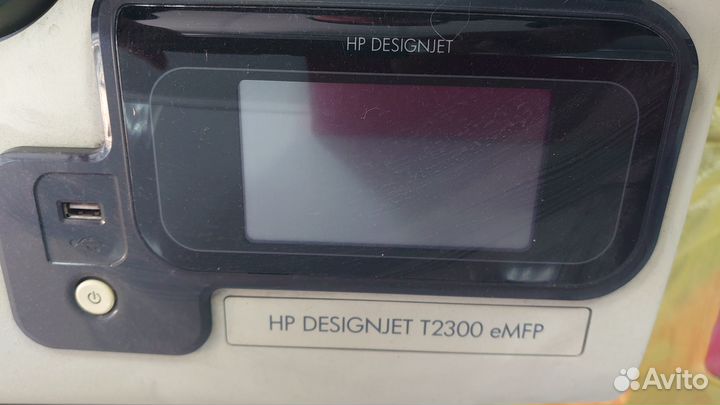 HP DESIGNJET
HP DESIGNJET T2300 eMFP
Avito